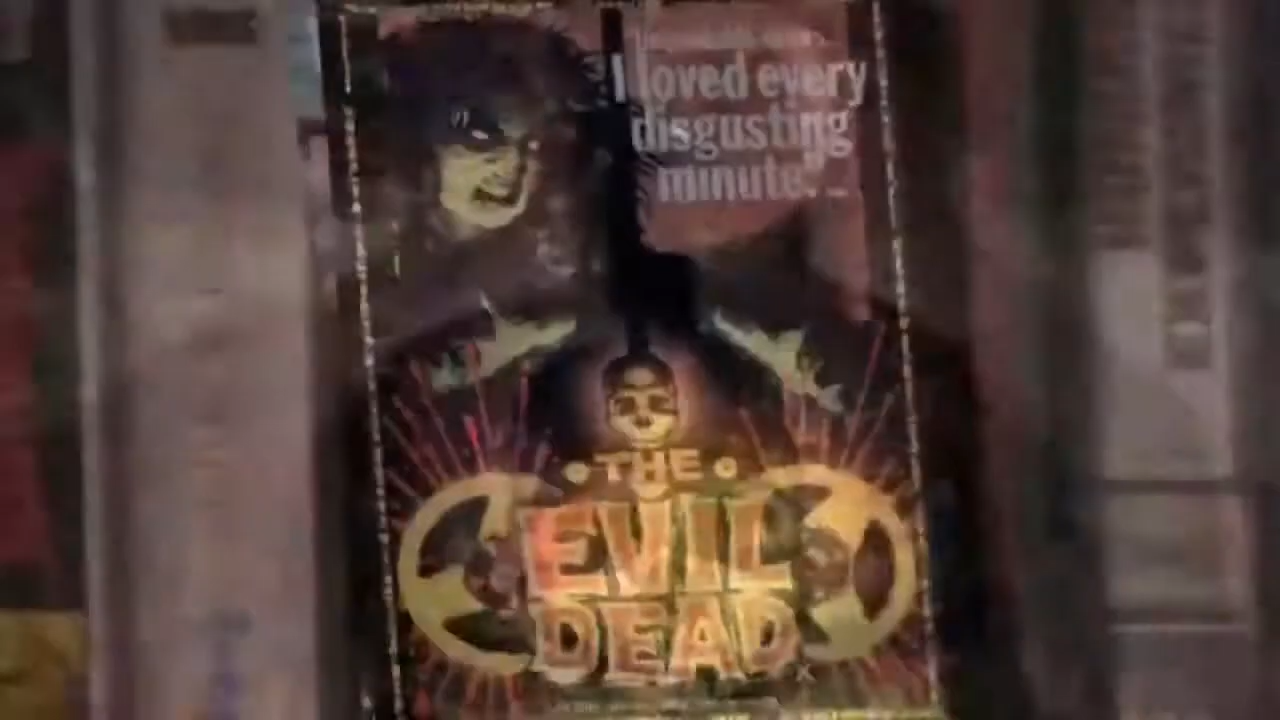 "I loved every
disgusting
minute."
THE
EVIL
DEAD